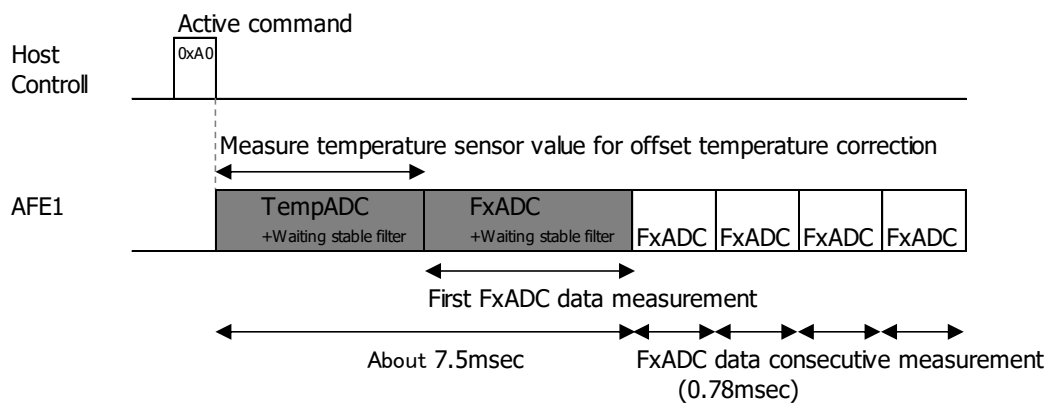 Active command
Host
Controll
0xA0
Measure temperature sensor value for offset temperature correction
AFE1
TempADC
+Waiting stable filter
FxADC
+Waiting stable filter
FxADC
FxADC
FxADC
FxADC
First FxADC data measurement
About 7.5msec
FxADC data consecutive measurement
(0.78msec)